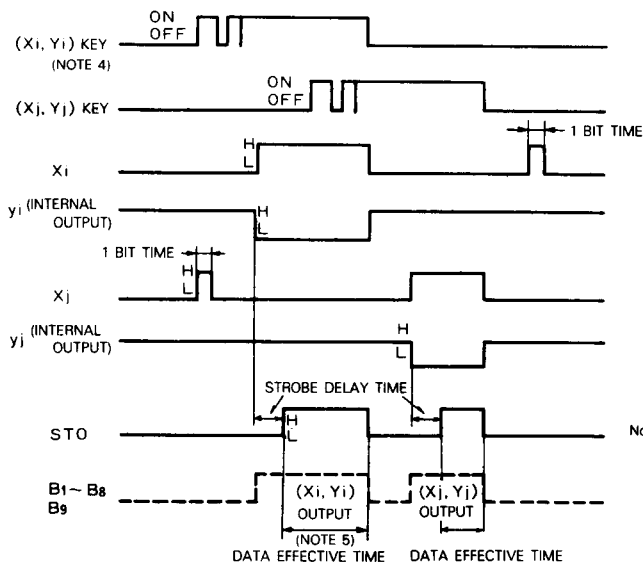 ON
OFF
(Xi, Yi) KEY
(NOTE 4)
ON
OFF
(Xj, Yj) KEY
1 BIT TIME
H
L
Xi
yi (INTERNAL
OUTPUT)
H
L
1 BIT TIME
H
L
Xj
yj (INTERNAL
OUTPUT)
H
L
STROBE DELAY TIME
H
L
STO
No
B1~B8
B9
(Xi, Yi)
OUTPUT
(Xj, Yj)
OUTPUT
(NOTE 5)
DATA EFFECTIVE TIME
DATA EFFECTIVE TIME